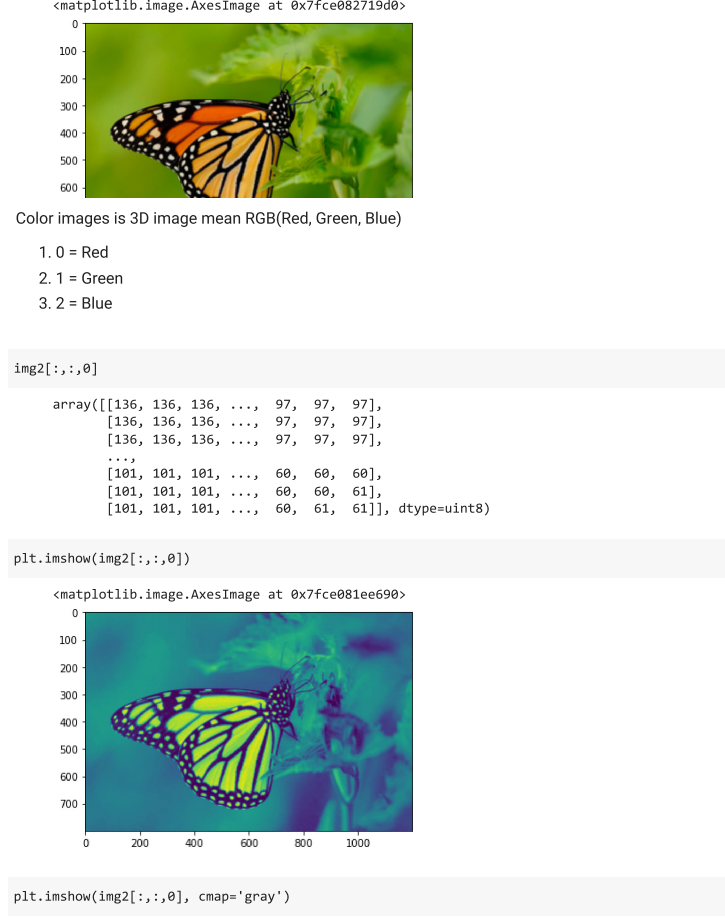 <matplotlib.image.AxesImage at 0x7fce082719d0>
0
100
200
300
400
500
600
Color images is 3D image mean RGB(Red, Green, Blue)
1. 0 = Red
2. 1 = Green
3. 2 = Blue
img2[:,:,0]
array([[136, 136, 136, ...,  97,  97,  97],
[136, 136, 136, ...,  97,  97,  97],
[136, 136, 136, ...,  97,  97,  97],
...,
[101, 101, 101, ...,  60,  60,  60],
[101, 101, 101, ...,  60,  60,  61],
[101, 101, 101, ...,  60,  61,  61]], dtype=uint8)
plt.imshow(img2[:,:,0])
<matplotlib.image.AxesImage at 0x7fce081ee690>
0
100
200
300
400
500
600
700
0 200 400 600 800 1000
plt.imshow(img2[:,:,0], cmap='gray')